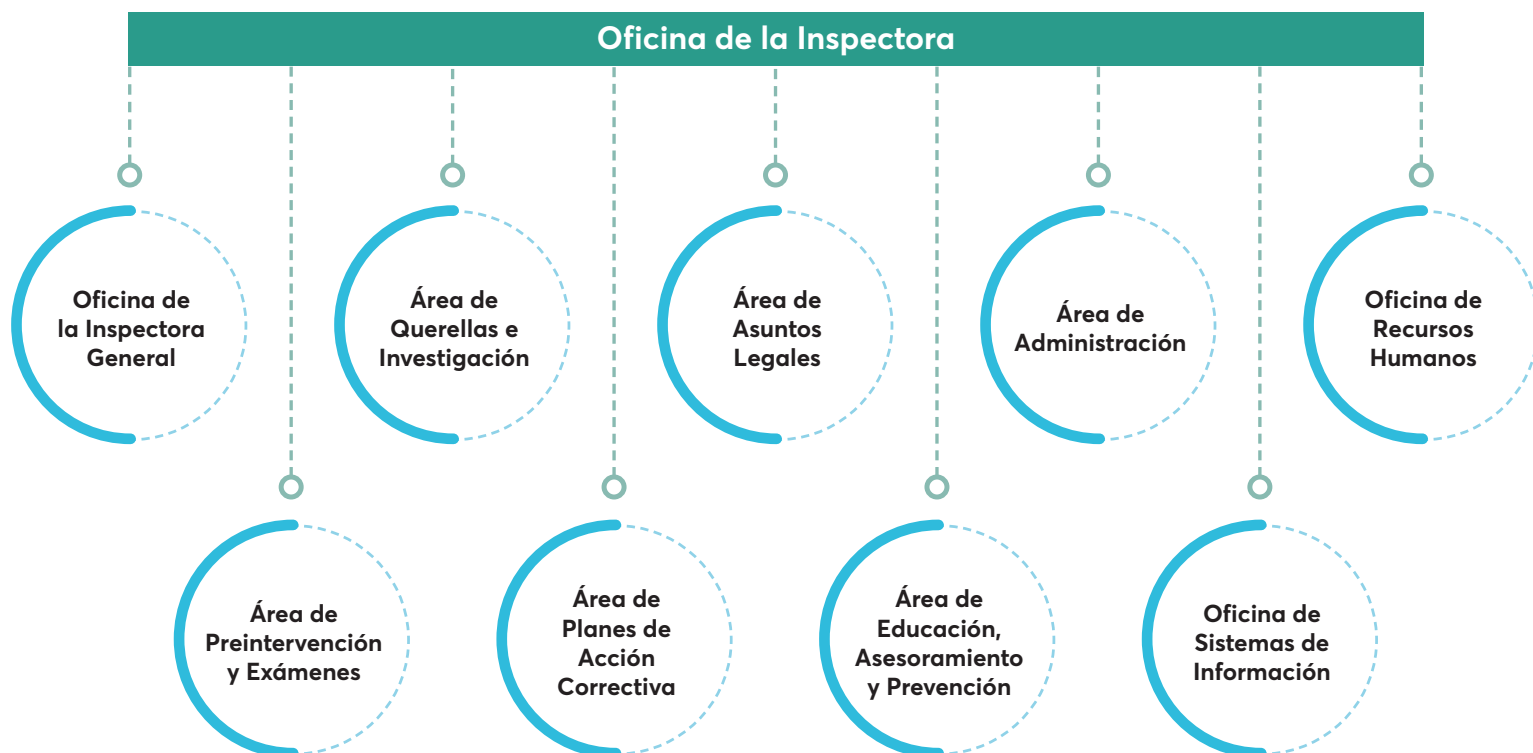 Oficina de la Inspectora
Oficina de
la Inspectora
General
Área de
Querellas e
Investigación
Área de
Asuntos
Legales
Área de
Administración
Oficina de
Recursos
Humanos
Área de
Preintervención
y Exámenes
Área de
Planes de
Acción
Correctiva
Área de
Educación,
Asesoramiento
y Prevención
Oficina de
Sistemas de
Información